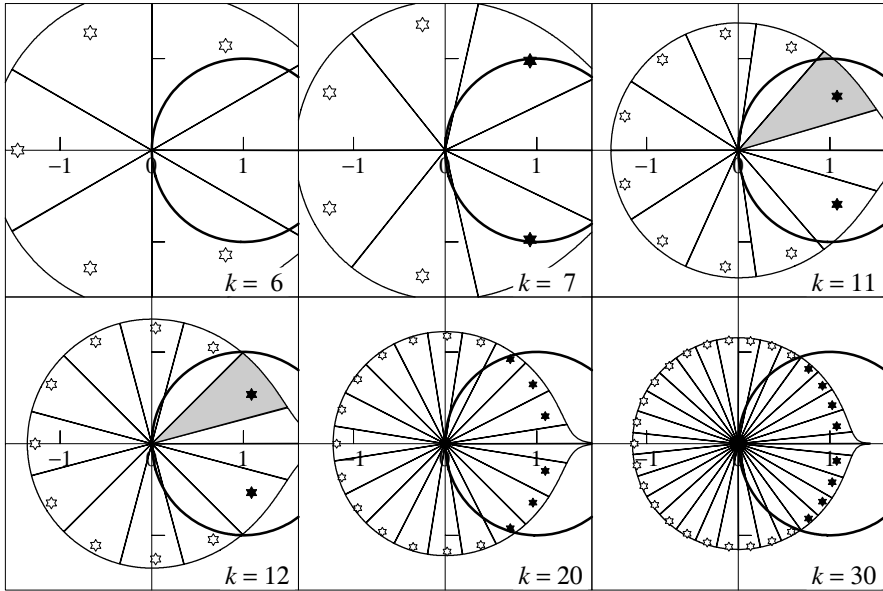 −1 0 1
k = 6
−1 0 1
k = 7
−1 0 1
k = 11
−1 0 1
k = 12
−1 0 1
k = 20
−1 0 1
k = 30